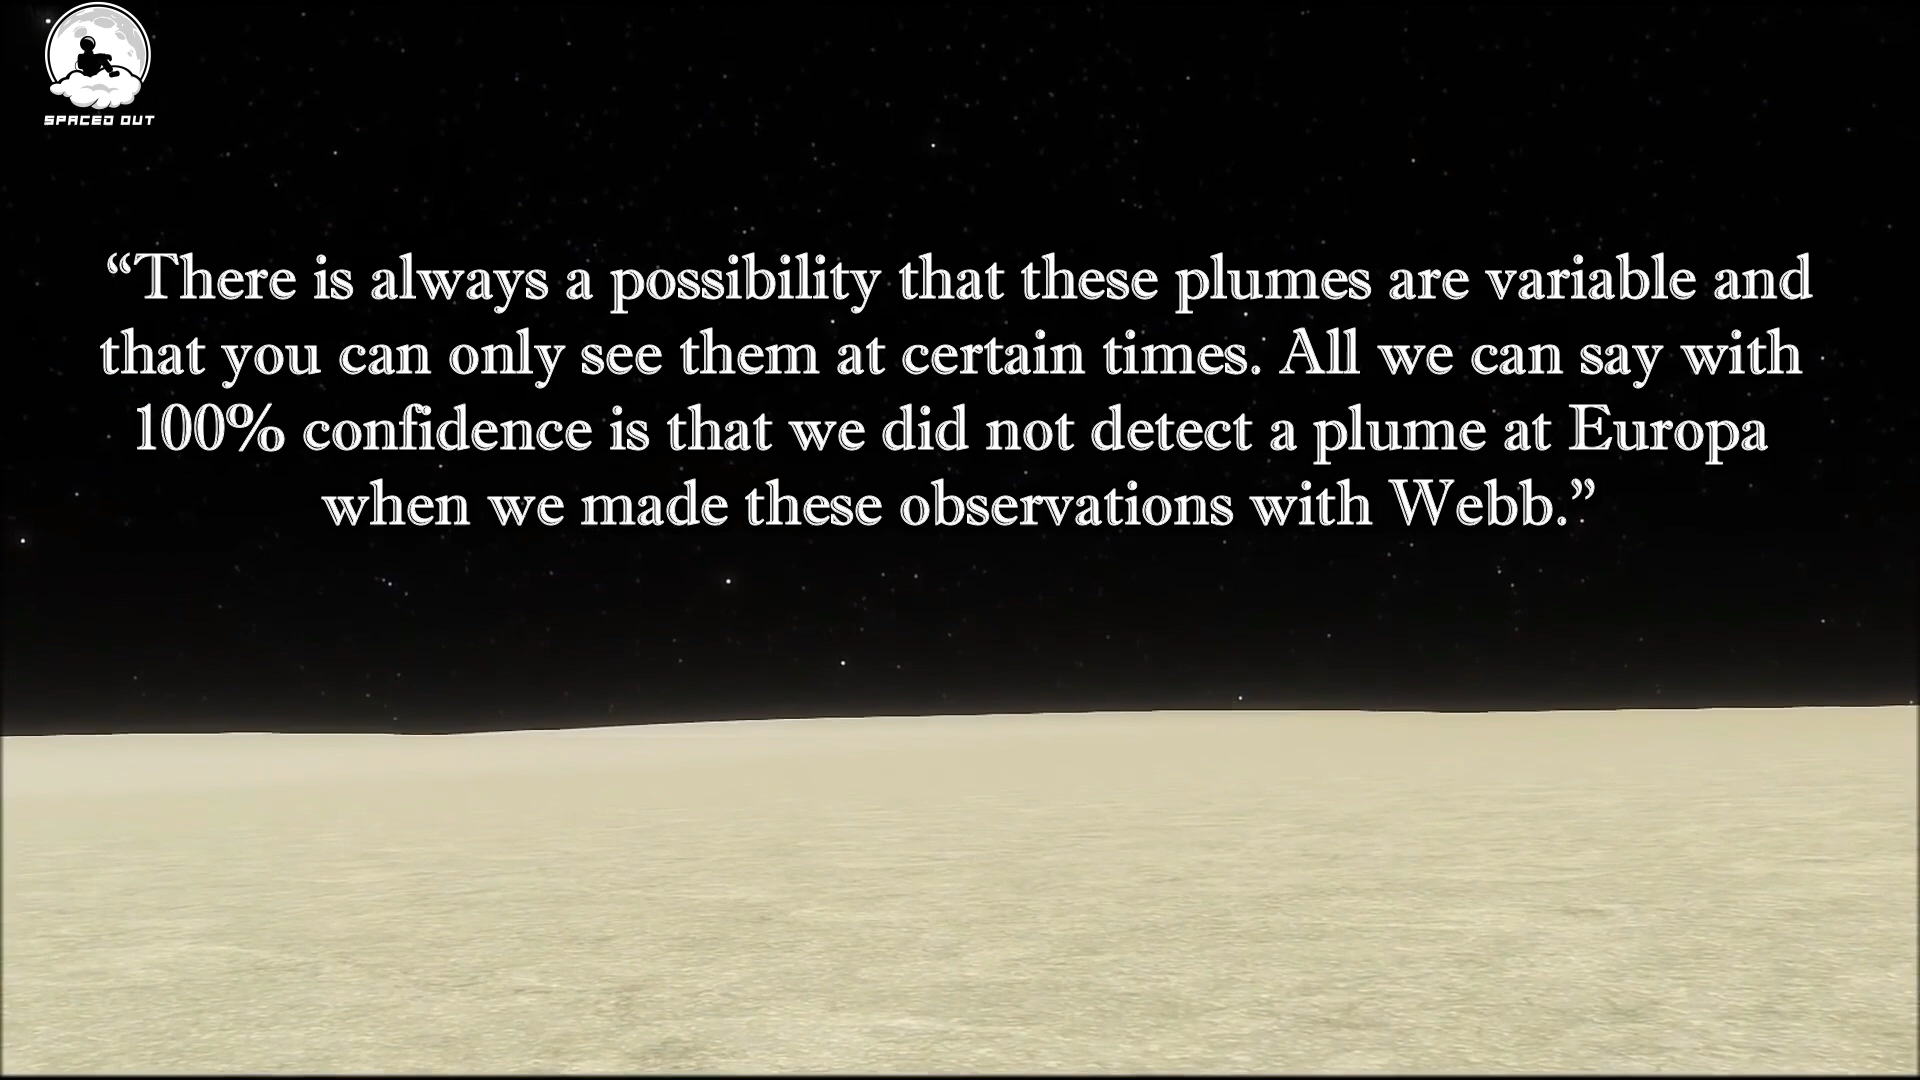 SPACED OUT
“There is always a possibility that these plumes are variable and
that you can only see them at certain times. All we can say with
100% confidence is that we did not detect a plume at Europa
when we made these observations with Webb.”